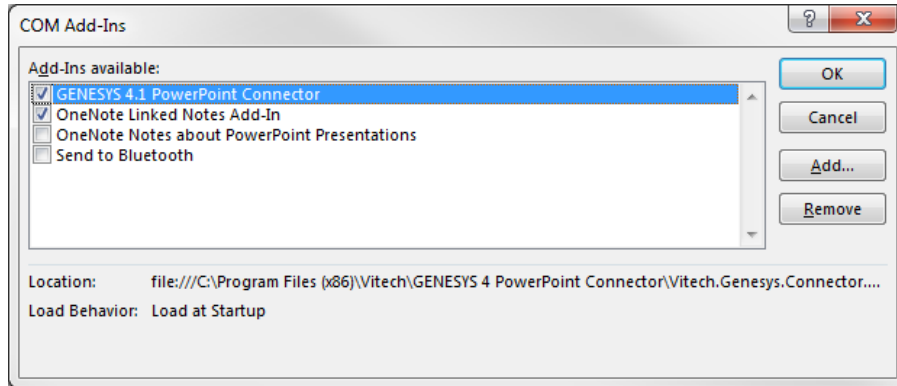 COM Add-Ins
Add-Ins available:
GENESYS 4.1 PowerPoint Connector
OneNote Linked Notes Add-In
OneNote Notes about PowerPoint Presentations
Send to Bluetooth
OK
Cancel
Add...
Remove
Location: file:///C:\Program Files (x86)\Vitech\GENESYS 4 PowerPoint Connector\Vitech.Genesys.Connector....
Load Behavior: Load at Startup